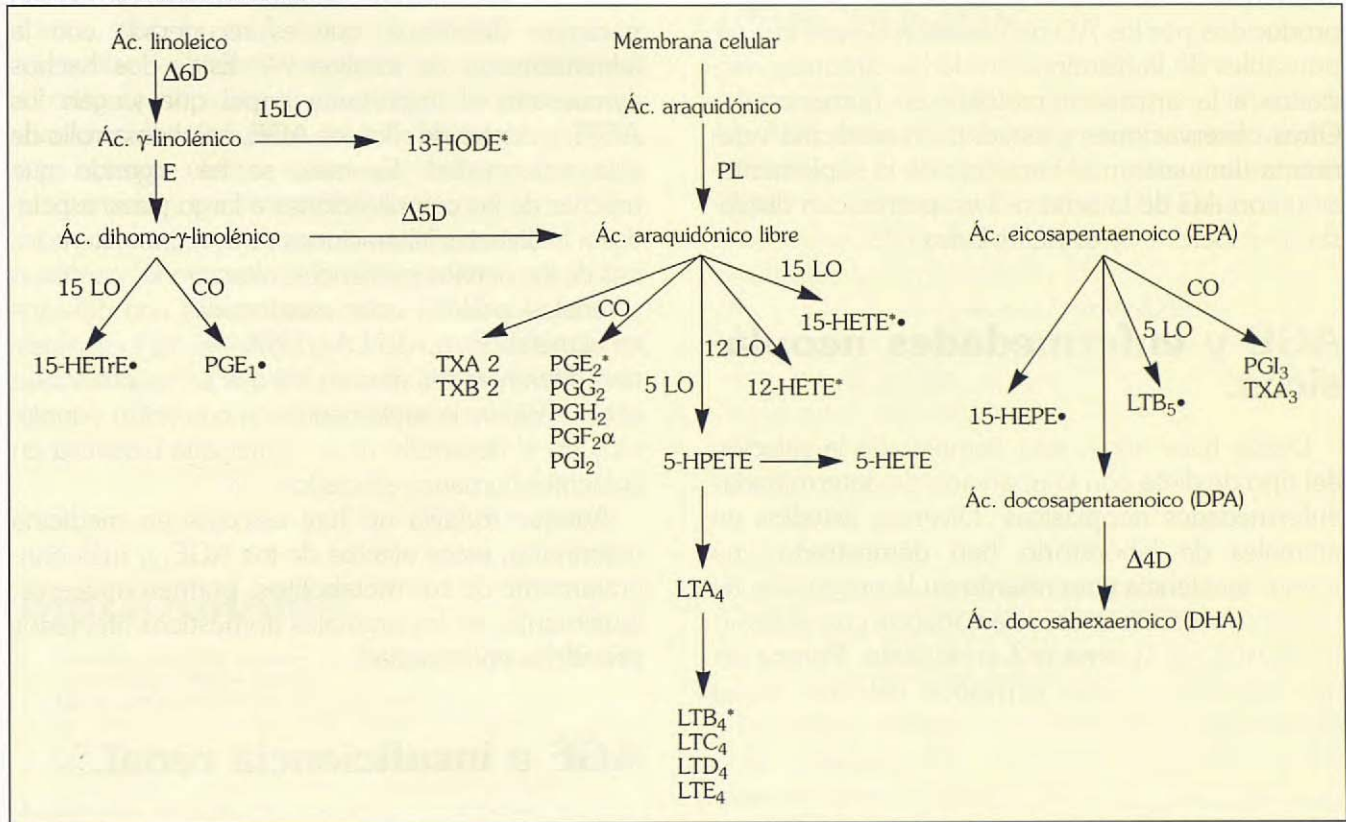 Ác. linoleico
Δ6D
15LO
Ác. γ-linolénico
13-HODE*
E
Δ5D
Ác. dihomo-γ-linolénico
15 LO
CO
15-HETrE•
PGE₁•
Membrana celular
Ác. araquidónico
PL
Ác. araquidónico libre
15 LO
CO
15-HETE*•
12 LO
5 LO
12-HETE*
TXA 2
TXB 2
PGE₂*
PGG₂
PGH₂
PGF₂α
PGI₂
5-HPETE
5-HETE
LTA₄
LTB₄*
LTC₄
LTD₄
LTE₄
Ác. eicosapentaenoico (EPA)
CO
5 LO
PGI₃
TXA₃
LTB₅•
15-HEPE•
Ác. docosapentaenoico (DPA)
Δ4D
Ác. docosahexaenoico (DHA)